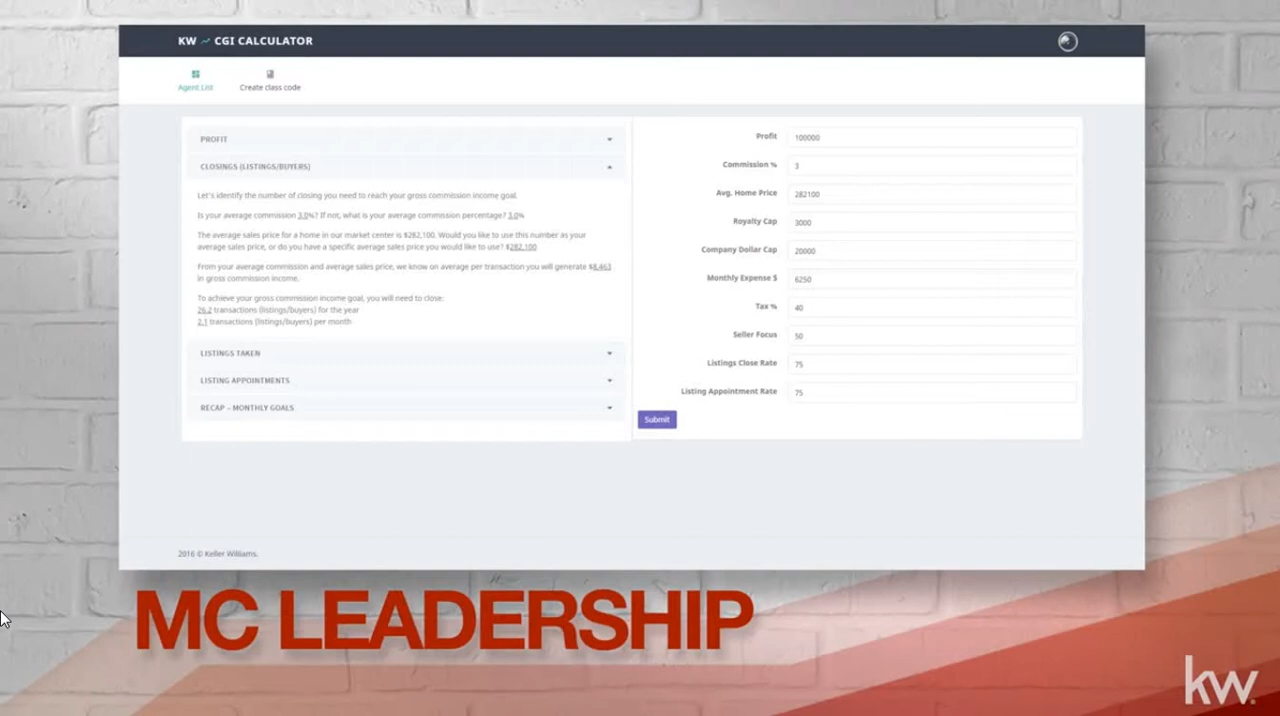 KW CGI CALCULATOR
Agent List
Create class code
PROFIT
CLOSINGS (LISTINGS/BUYERS)
Let's identify the number of closing you need to reach your gross commission income goal.
Is your average commission 3.0%? If not, what is your average commission percentage? 3.0%
The average sales price for a home in our market center is $282,100. Would you like to use this number as your
average sales price, or do you have a specific average sales price you would like to use? $282,100
From your average commission and average sales price, we know on average per transaction you will generate $8,463
in gross commission income.
To achieve your gross commission income goal, you will need to close:
26.2 transactions (listings/buyers) for the year
2.1 transactions (listings/buyers) per month
LISTINGS TAKEN
LISTING APPOINTMENTS
RECAP – MONTHLY GOALS
Profit 100000
Commission % 3
Avg. Home Price 282100
Royalty Cap 3000
Company Dollar Cap 20000
Monthly Expense $ 6250
Tax % 40
Seller Focus 50
Listings Close Rate 75
Listing Appointment Rate 75
Submit
2016 © Keller Williams.
MC LEADERSHIP
kw